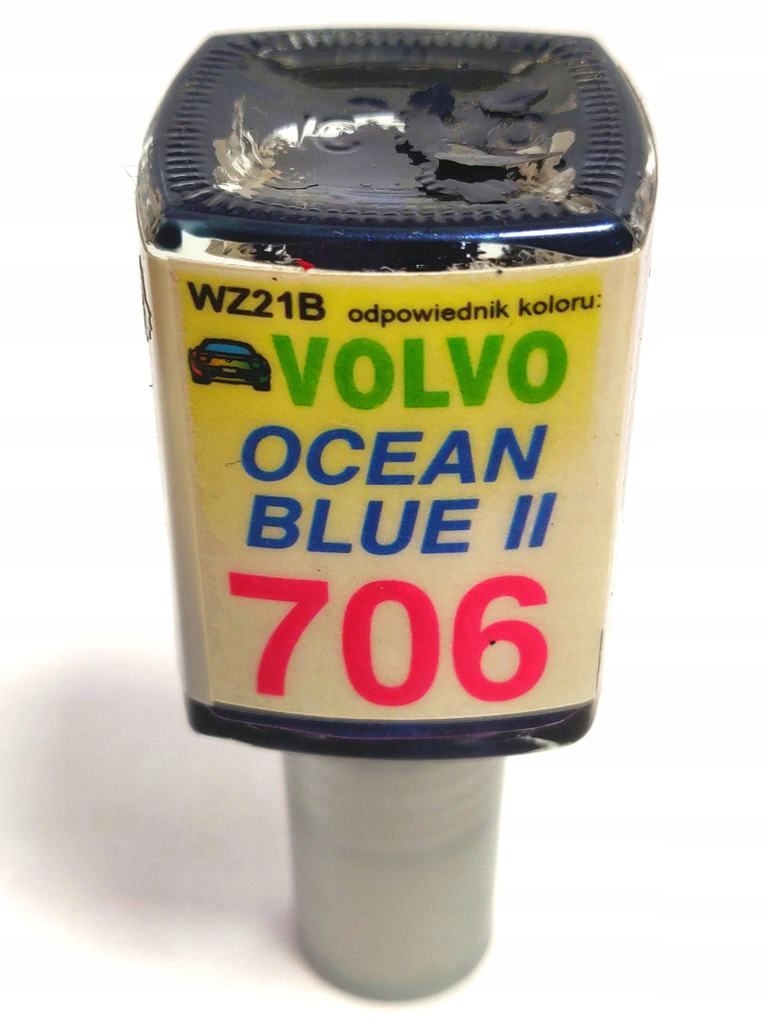 WZ21B odpowiednik koloru:
VOLVO
OCEAN
BLUE II
706